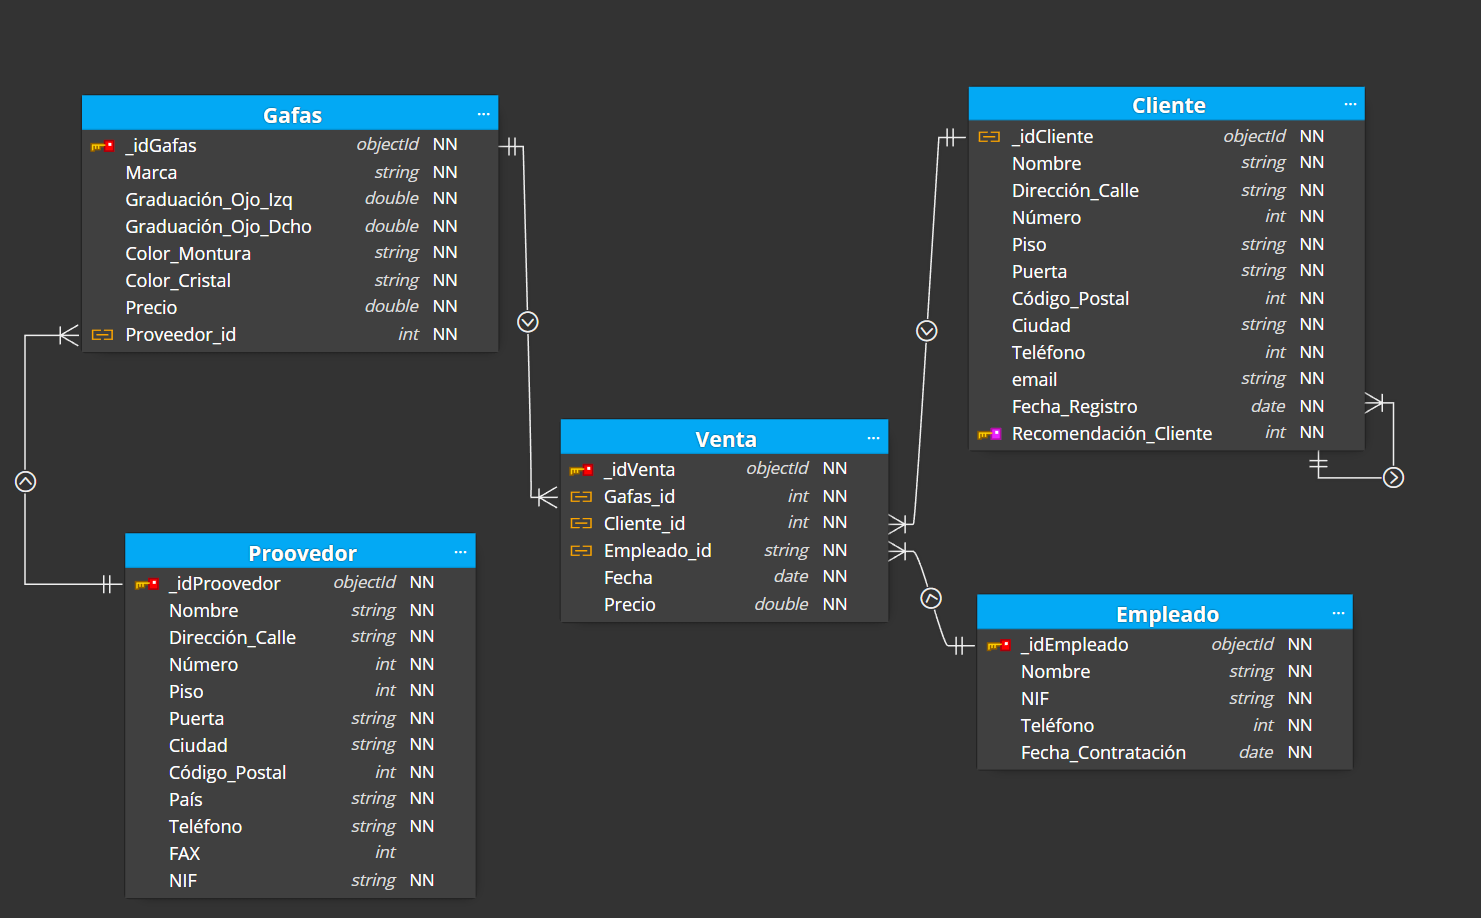 Gafas ...
_idGafas objectId NN
Marca string NN
Graduación_Ojo_Izq double NN
Graduación_Ojo_Dcho double NN
Color_Montura string NN
Color_Cristal string NN
Precio double NN
Proveedor_id int NN
Cliente ...
_idCliente objectId NN
Nombre string NN
Dirección_Calle string NN
Número int NN
Piso string NN
Puerta string NN
Código_Postal int NN
Ciudad string NN
Teléfono int NN
email string NN
Fecha_Registro date NN
Recomendación_Cliente int NN
Venta ...
_idVenta objectId NN
Gafas_id int NN
Cliente_id int NN
Empleado_id string NN
Fecha date NN
Precio double NN
Proovedor ...
_idProovedor objectId NN
Nombre string NN
Dirección_Calle string NN
Número int NN
Piso int NN
Puerta string NN
Ciudad string NN
Código_Postal int NN
País string NN
Teléfono string NN
FAX int
NIF string NN
Empleado ...
_idEmpleado objectId NN
Nombre string NN
NIF string NN
Teléfono int NN
Fecha_Contratación date NN